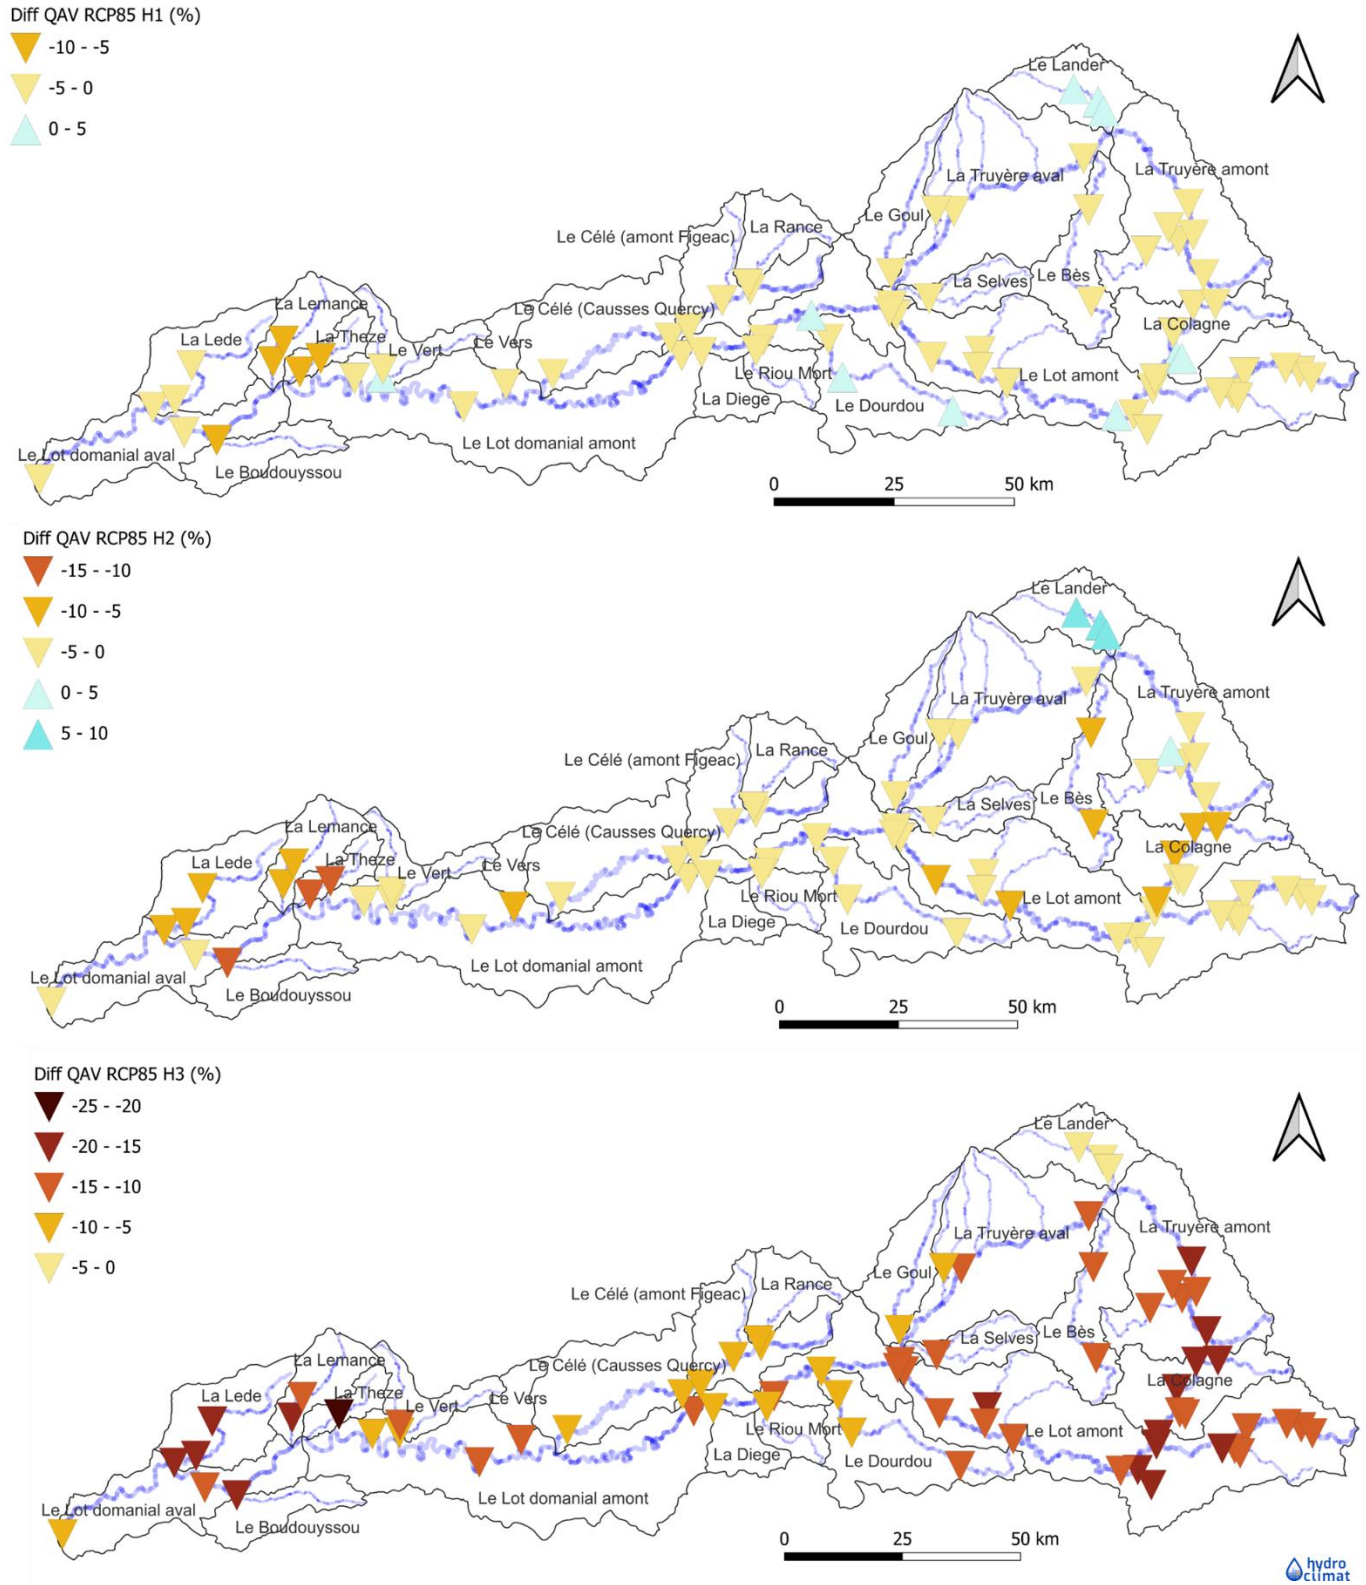 Diff QAV RCP85 H1 (%)
-10 - -5
-5 - 0
0 - 5
Le Lander
La Truyère amont
La Truyère aval
Le Goul
La Rance
Le Célé (amont Figeac)
La Selves
Le Bès
La Lemance
Le Célé (Causses Quercy)
La Colagne
La Lede
La Theze
Le Vert
Le Vers
Le Riou Mort
Le Lot amont
La Diege
Le Dourdou
Le Lot domanial aval
Le Lot domanial amont
Le Boudouyssou
0 25 50 km
Diff QAV RCP85 H2 (%)
-15 - -10
-10 - -5
-5 - 0
0 - 5
5 - 10
Le Lander
La Truyère amont
La Truyère aval
Le Goul
La Rance
Le Célé (amont Figeac)
La Selves
Le Bès
La Lemance
Le Célé (Causses Quercy)
La Colagne
La Lede
La Theze
Le Vert
Le Vers
Le Riou Mort
Le Lot amont
La Diege
Le Dourdou
Le Lot domanial aval
Le Lot domanial amont
Le Boudouyssou
0 25 50 km
Diff QAV RCP85 H3 (%)
-25 - -20
-20 - -15
-15 - -10
-10 - -5
-5 - 0
Le Lander
La Truyère amont
La Truyère aval
Le Goul
La Rance
Le Célé (amont Figeac)
La Selves
Le Bès
La Lemance
Le Célé (Causses Quercy)
La Colagne
La Lede
La Theze
Le Vert
Le Vers
Le Riou Mort
Le Lot amont
La Diege
Le Dourdou
Le Lot domanial aval
Le Lot domanial amont
Le Boudouyssou
0 25 50 km
hydro
climat